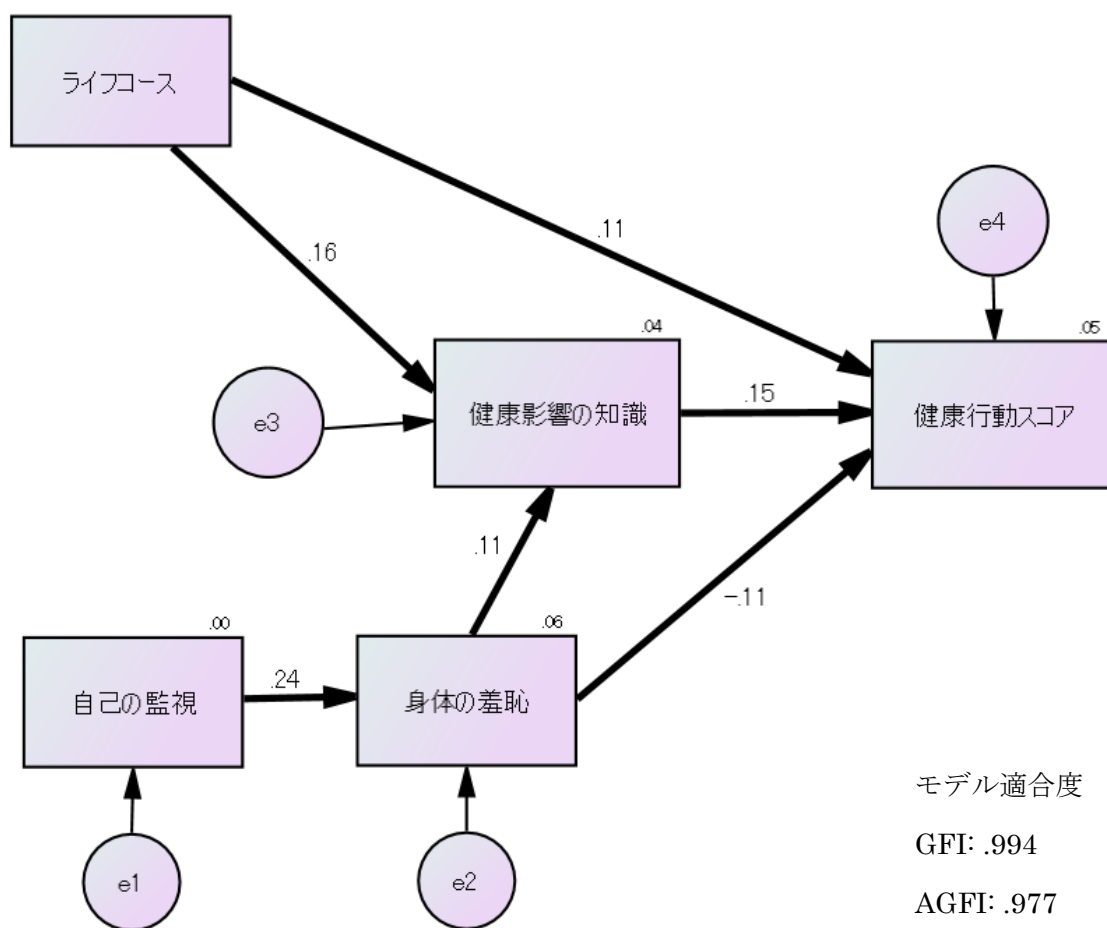 ライフコース
.11
e4
.16
.04
.05
健康影響の知識
.15
健康行動スコア
e3
.11
-.11
.00
.06
自己の監視
.24
身体の羞恥
e1
e2
モデル適合度
GFI: .994
AGFI: .977